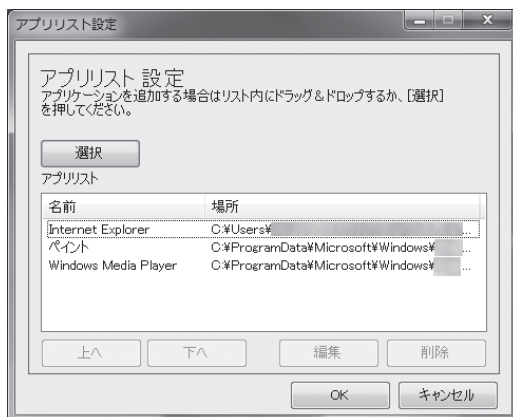 アプリリスト設定
アプリリスト 設定
アプリケーションを追加する場合はリスト内にドラッグ＆ドロップするか、[選択]
を押してください。
選択
アプリリスト
名前 場所
Internet Explorer C:¥Users¥ ...
ペイント C:¥ProgramData¥Microsoft¥Windows¥ ...
Windows Media Player C:¥ProgramData¥Microsoft¥Windows¥ ...
上へ 下へ 編集 削除
OK キャンセル